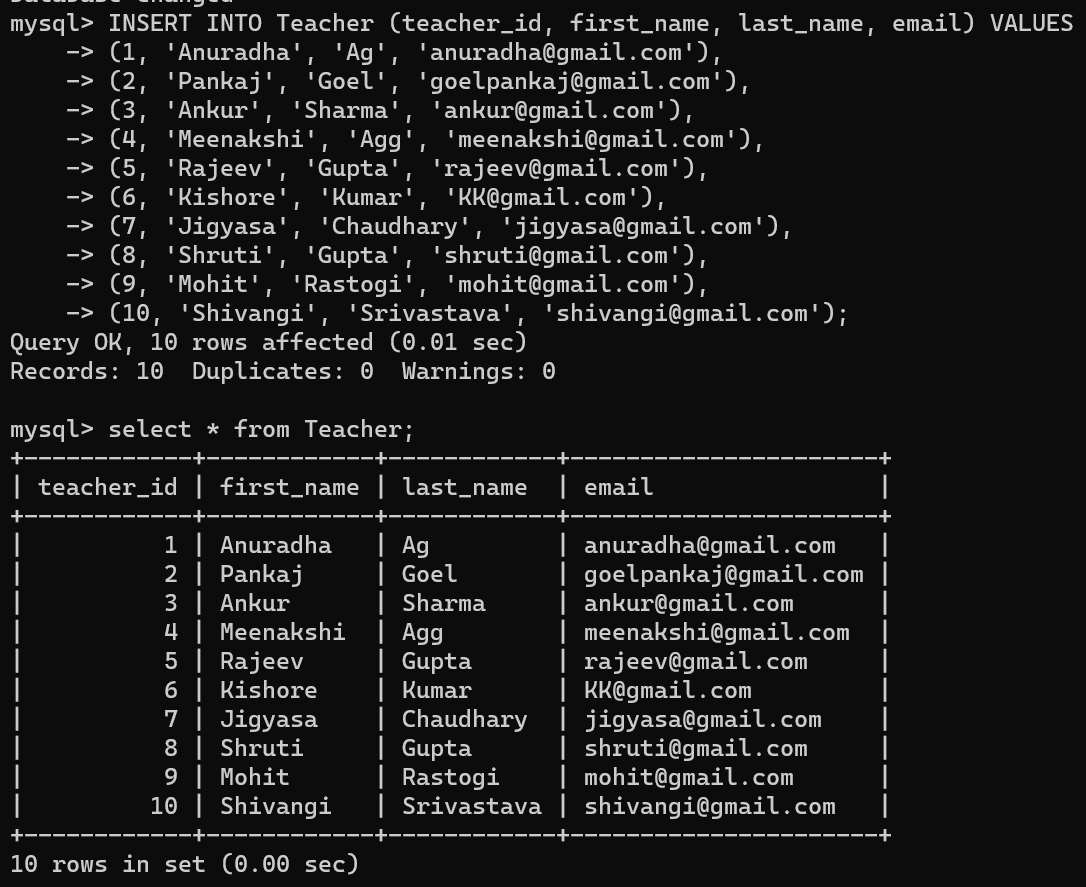 Database changed
mysql> INSERT INTO Teacher (teacher_id, first_name, last_name, email) VALUES
    -> (1, 'Anuradha', 'Ag', 'anuradha@gmail.com'),
    -> (2, 'Pankaj', 'Goel', 'goelpankaj@gmail.com'),
    -> (3, 'Ankur', 'Sharma', 'ankur@gmail.com'),
    -> (4, 'Meenakshi', 'Agg', 'meenakshi@gmail.com'),
    -> (5, 'Rajeev', 'Gupta', 'rajeev@gmail.com'),
    -> (6, 'Kishore', 'Kumar', 'KK@gmail.com'),
    -> (7, 'Jigyasa', 'Chaudhary', 'jigyasa@gmail.com'),
    -> (8, 'Shruti', 'Gupta', 'shruti@gmail.com'),
    -> (9, 'Mohit', 'Rastogi', 'mohit@gmail.com'),
    -> (10, 'Shivangi', 'Srivastava', 'shivangi@gmail.com');
Query OK, 10 rows affected (0.01 sec)
Records: 10  Duplicates: 0  Warnings: 0

mysql> select * from Teacher;
+------------+------------+------------+----------------------+
| teacher_id | first_name | last_name  | email                |
+------------+------------+------------+----------------------+
|          1 | Anuradha   | Ag         | anuradha@gmail.com   |
|          2 | Pankaj     | Goel       | goelpankaj@gmail.com |
|          3 | Ankur      | Sharma     | ankur@gmail.com      |
|          4 | Meenakshi  | Agg        | meenakshi@gmail.com  |
|          5 | Rajeev     | Gupta      | rajeev@gmail.com     |
|          6 | Kishore    | Kumar      | KK@gmail.com         |
|          7 | Jigyasa    | Chaudhary  | jigyasa@gmail.com    |
|          8 | Shruti     | Gupta      | shruti@gmail.com     |
|          9 | Mohit      | Rastogi    | mohit@gmail.com      |
|         10 | Shivangi   | Srivastava | shivangi@gmail.com   |
+------------+------------+------------+----------------------+
10 rows in set (0.00 sec)